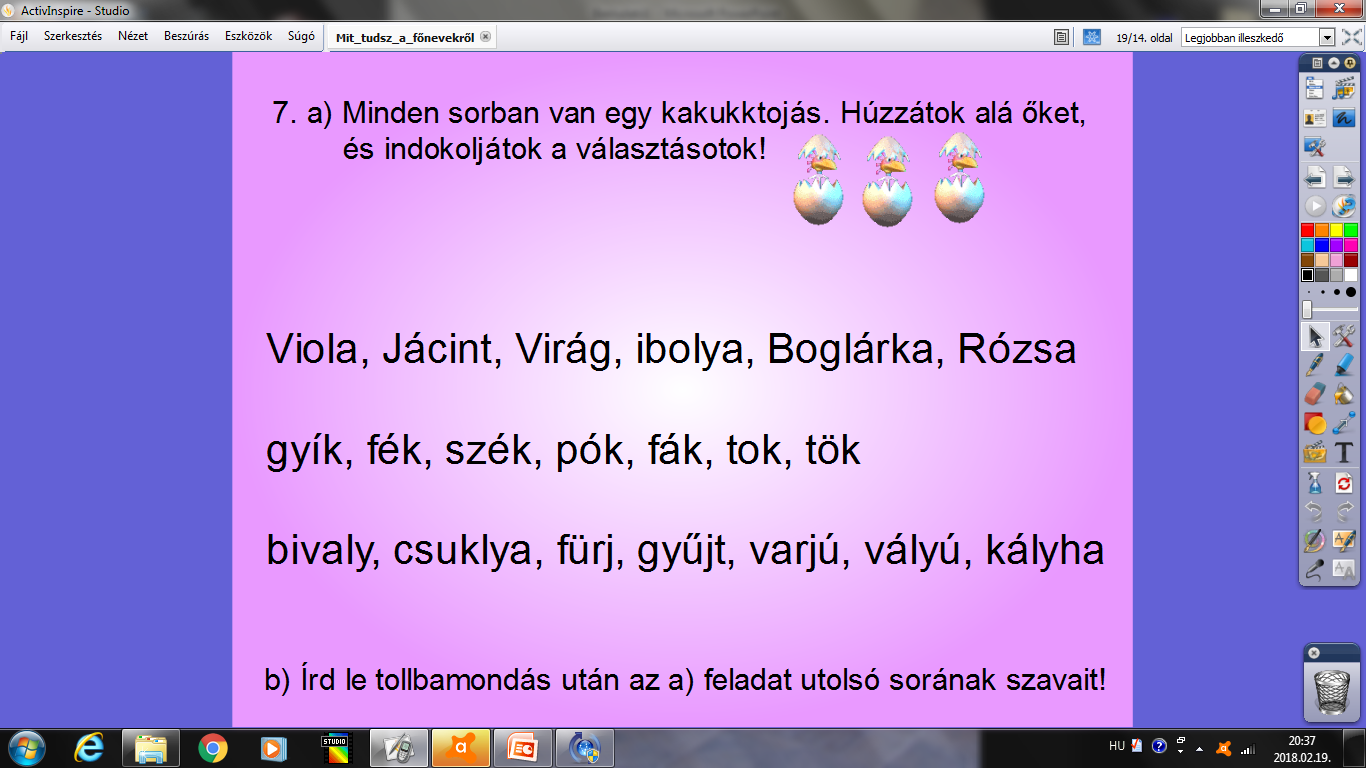 ActivInspire - Studio
Fájl Szerkesztés Nézet Beszúrás Eszközök Súgó
Mit_tudsz_a_főnevekről
19/14. oldal
Legjobban illeszkedő
7. a) Minden sorban van egy kakukktojás. Húzzátok alá őket,
és indokoljátok a választásotok!
Viola, Jácint, Virág, ibolya, Boglárka, Rózsa
gyík, fék, szék, pók, fák, tok, tök
bivaly, csuklya, fürj, gyűjt, varjú, vályú, kályha
b) Írd le tollbamondás után az a) feladat utolsó sorának szavait!
STUDIO
HU
20:37
2018.02.19.